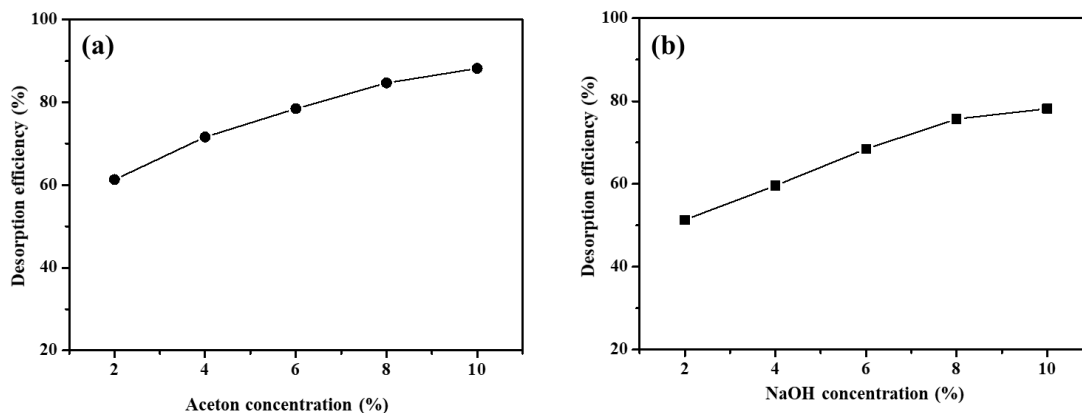 (a)
Desorption efficiency (%)
100
80
60
40
20
2 4 6 8 10
Aceton concentration (%)
(b)
Desorption efficiency (%)
100
80
60
40
20
2 4 6 8 10
NaOH concentration (%)